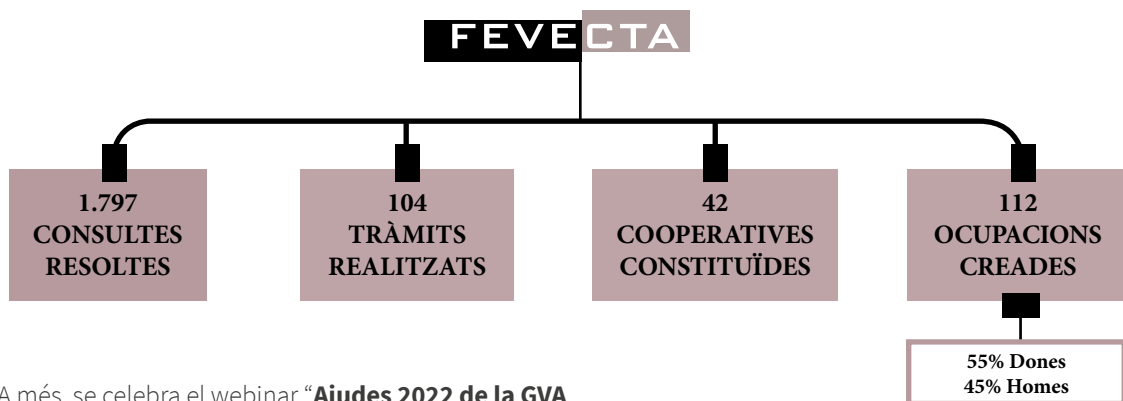 FEVECTA
1.797
CONSULTES
RESOLTES
104
TRÀMITS
REALITZATS
42
COOPERATIVES
CONSTITUÏDES
112
OCUPACIONS
CREADES
55% Dones
45% Homes
A més, se celebra el webinar “Ajudes 2022 de la GVA